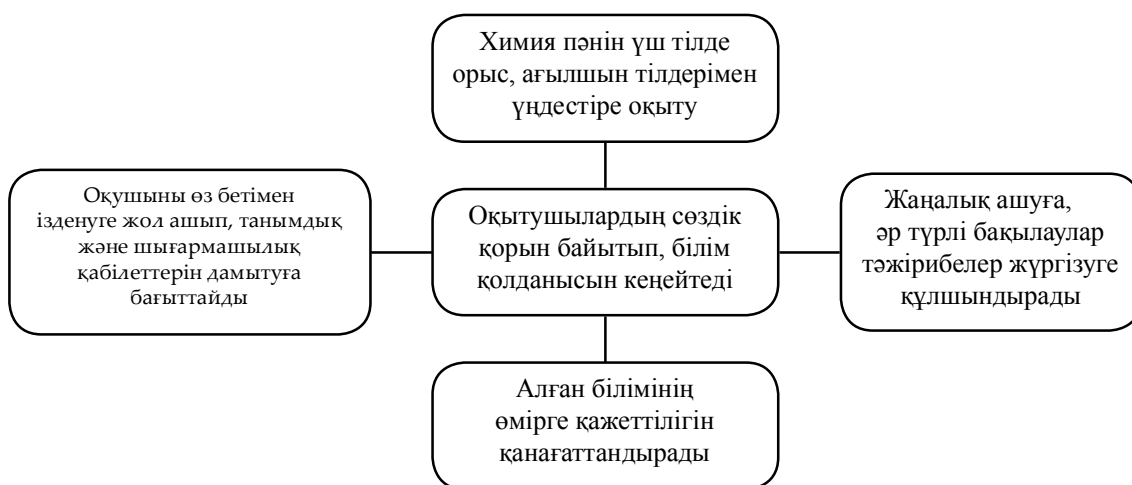 Химия пәнін үш тілде
орыс, ағылшын тілдерімен
үңдестіре оқыту
Оқушыны өз бетімен
ізденуге жол ашып, танымдық
және шығармашылық
қабілеттерін дамытуға
бағыттайды
Оқытушылардың сөздік
қорын байытып, білім
қолданысын кеңейтеді
Жаңалық ашуға,
әр түрлі бақылаулар
тәжірибелер жүргізуге
құлшындырады
Алған білімінің
өмірге қажеттілігін
қанағаттандырады